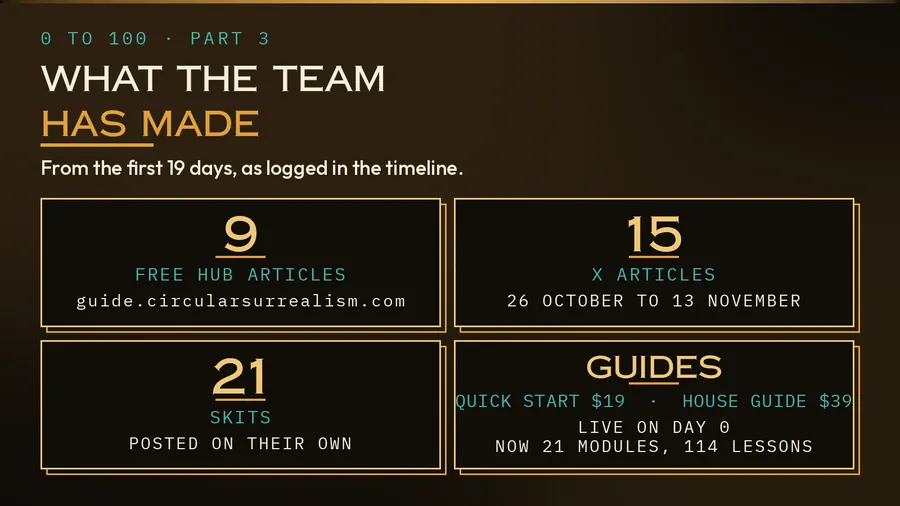 0 TO 100 · PART 3
WHAT THE TEAM
HAS MADE
From the first 19 days, as logged in the timeline.
9
FREE HUB ARTICLES
guide.circularsurrealism.com
15
X ARTICLES
26 OCTOBER TO 13 NOVEMBER
21
SKITS
POSTED ON THEIR OWN
GUIDES
QUICK START $19 · HOUSE GUIDE $39
LIVE ON DAY 0
NOW 21 MODULES, 114 LESSONS